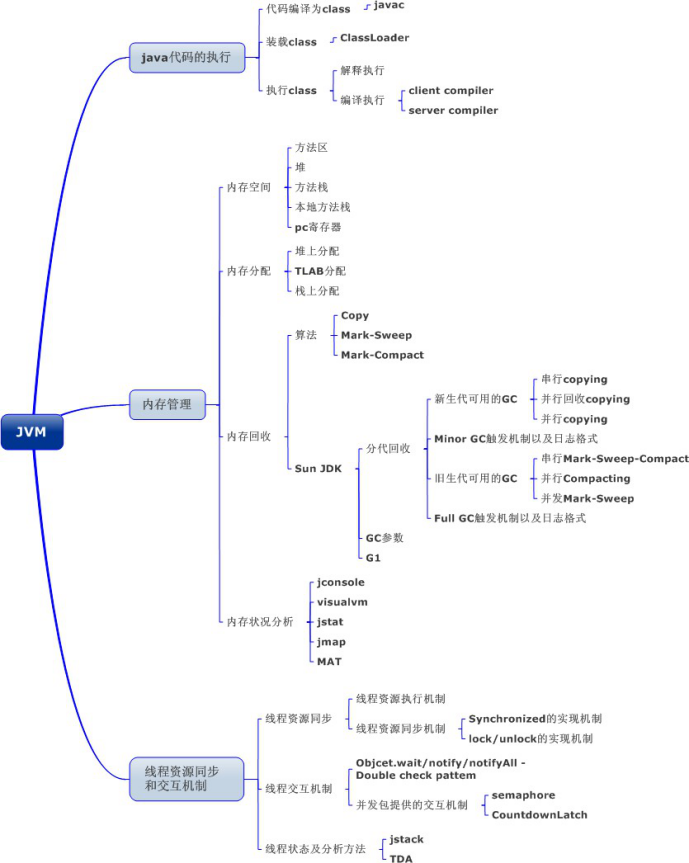 代码编译为class
javac
装载class
ClassLoader
java代码的执行
执行class
解释执行
编译执行
client compiler
server compiler
内存空间
方法区
堆
方法栈
本地方法栈
pc寄存器
内存分配
堆上分配
TLAB分配
栈上分配
内存管理
内存回收
算法
Copy
Mark-Sweep
Mark-Compact
Sun JDK
分代回收
新生代可用的GC
串行copying
并行回收copying
并行copying
Minor GC触发机制以及日志格式
旧生代可用的GC
串行Mark-Sweep-Compact
并行Compacting
并发Mark-Sweep
Full GC触发机制以及日志格式
GC参数
G1
JVM
内存状况分析
jconsole
visualvm
jstat
jmap
MAT
线程资源同步
和交互机制
线程资源同步
线程资源执行机制
线程资源同步机制
Synchronized的实现机制
lock/unlock的实现机制
线程交互机制
Objcet.wait/notify/notifyAll -
Double check pattem
并发包提供的交互机制
semaphore
CountdownLatch
线程状态及分析方法
jstack
TDA